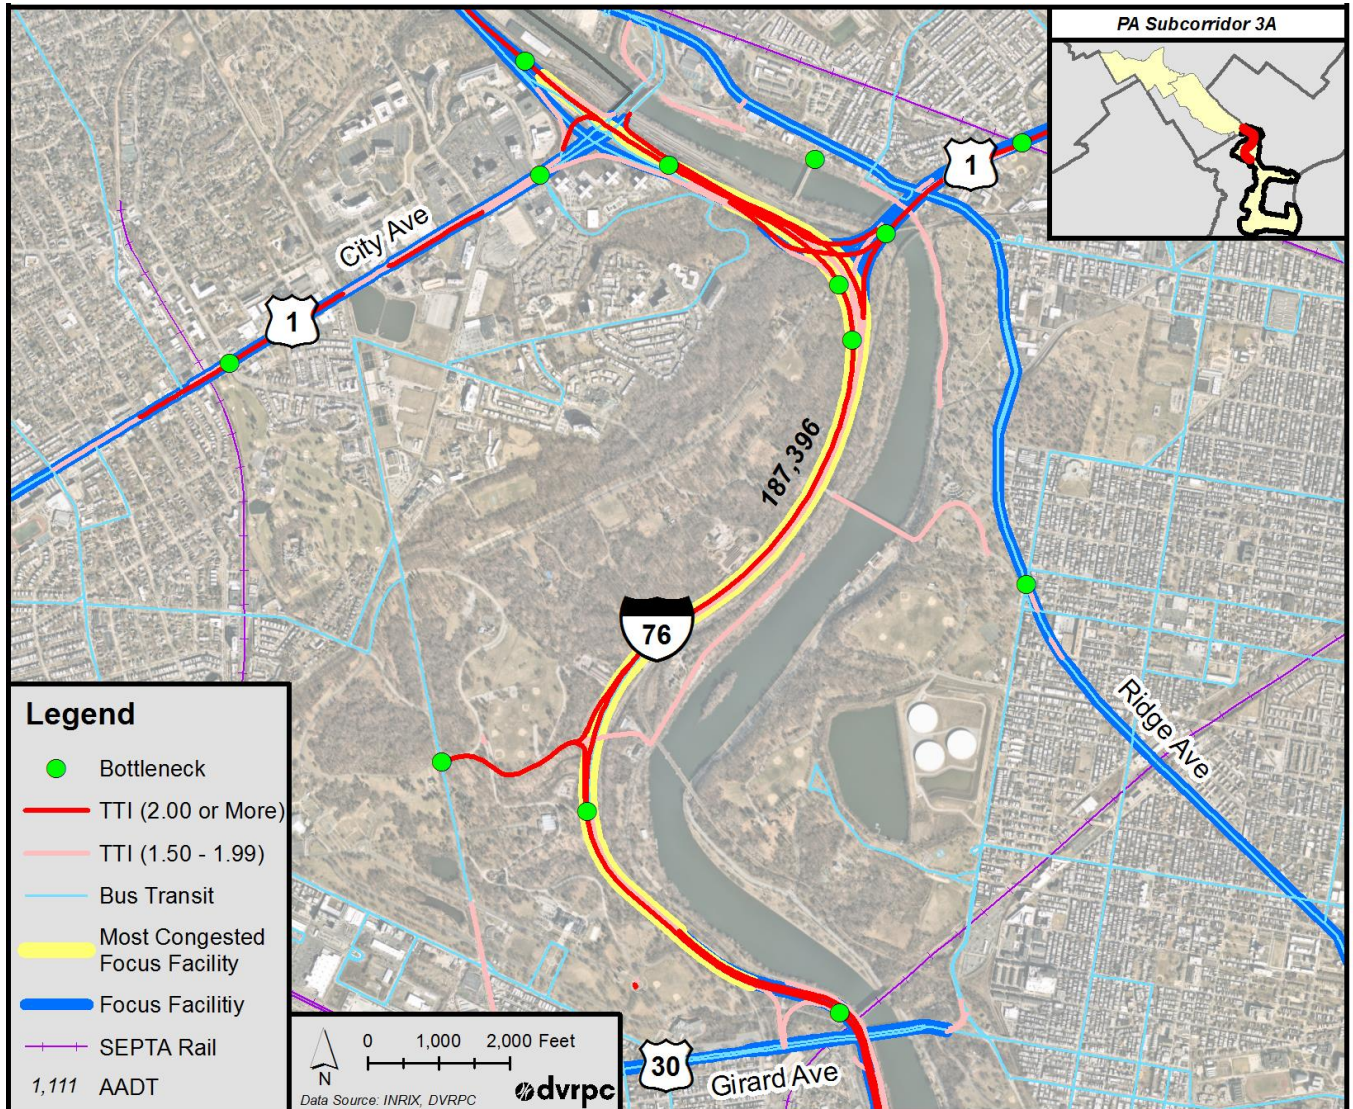 PA Subcorridor 3A
1
City Ave
1
187,396
76
Ridge Ave
30
Girard Ave
Legend
Bottleneck
TTI (2.00 or More)
TTI (1.50 - 1.99)
Bus Transit
Most Congested
Focus Facility
Focus Facilitiy
SEPTA Rail
1,111 AADT
N
0 1,000 2,000 Feet
Data Source: INRIX, DVRPC
dvrpc